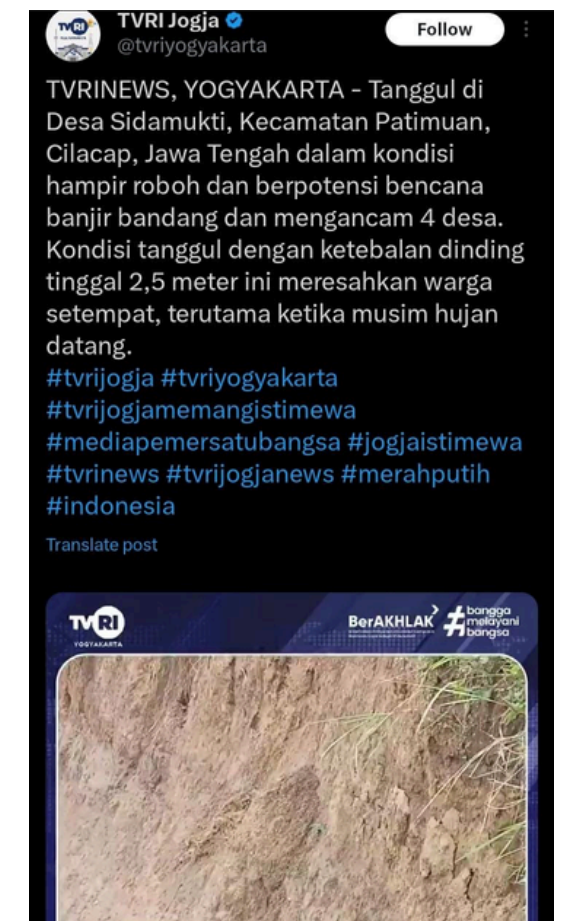 TVRI Jogja
@tvriyogyakarta
Follow
TVRINEWS, YOGYAKARTA - Tanggul di
Desa Sidamukti, Kecamatan Patimuan,
Cilacap, Jawa Tengah dalam kondisi
hampir roboh dan berpotensi bencana
banjir bandang dan mengancam 4 desa.
Kondisi tanggul dengan ketebalan dinding
tinggal 2,5 meter ini meresahkan warga
setempat, terutama ketika musim hujan
datang.
#tvrijogja #tvriyogyakarta
#tvrijogjamemangistimewa
#mediapemersatubangsa #jogjaistimewa
#tvrinews #tvrijogjanews #merahputih
#indonesia
Translate post
TVRI
YOGYAKARTA
BerAKHLAK
#bangga
melayani
bangsa